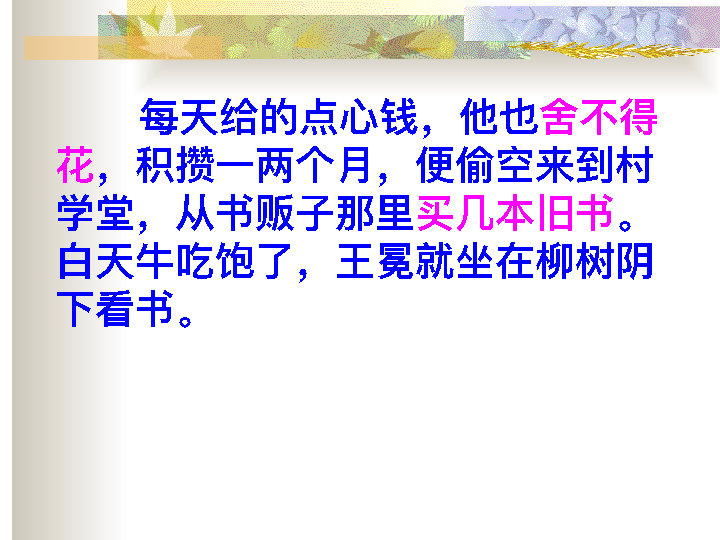 每天给的点心钱，他也舍不得
花，积攒一两个月，便偷空来到村
学堂，从书贩子那里买几本旧书。
白天牛吃饱了，王冕就坐在柳树阴
下看书。